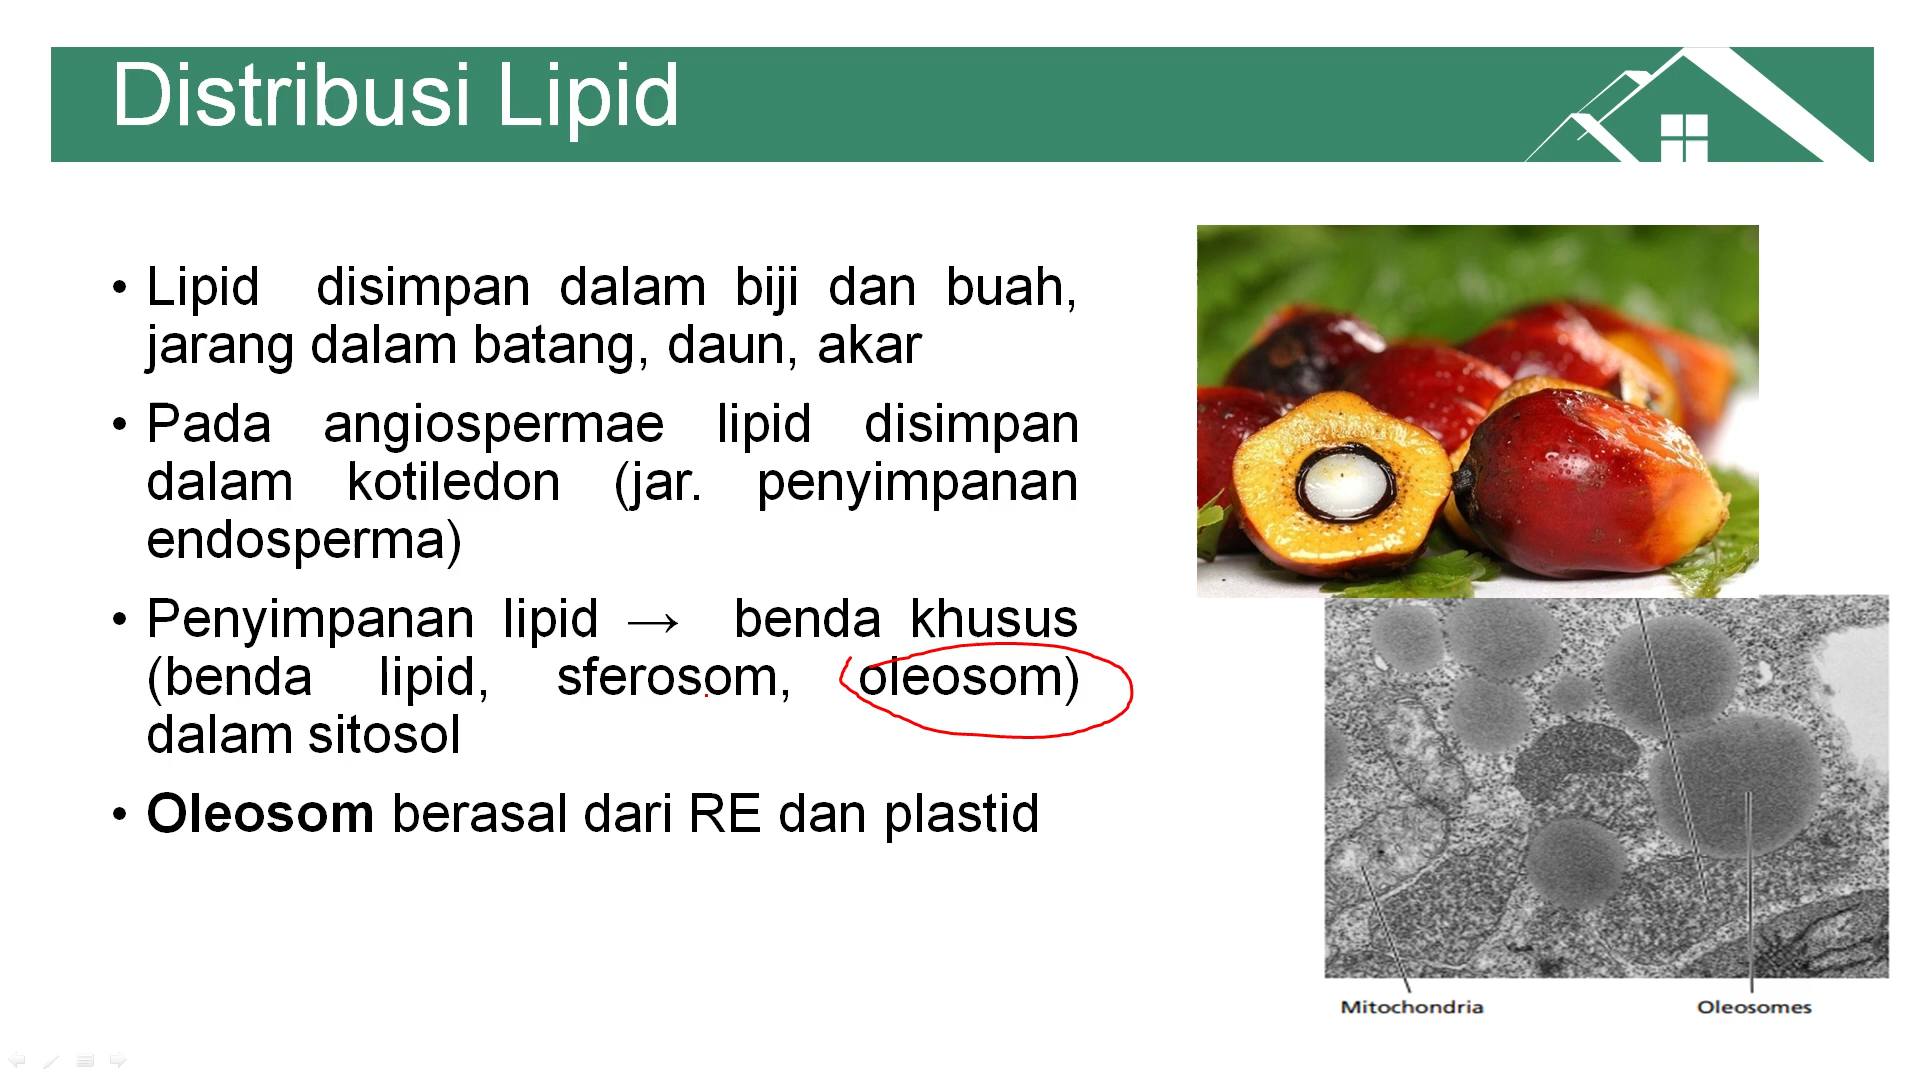 Distribusi Lipid
• Lipid disimpan dalam biji dan buah,
jarang dalam batang, daun, akar
• Pada angiospermae lipid disimpan
dalam kotiledon (jar. penyimpanan
endosperma)
• Penyimpanan lipid → benda khusus
(benda lipid, sferosom, oleosom)
dalam sitosol
• Oleosom berasal dari RE dan plastid
Mitochondria
Oleosomes